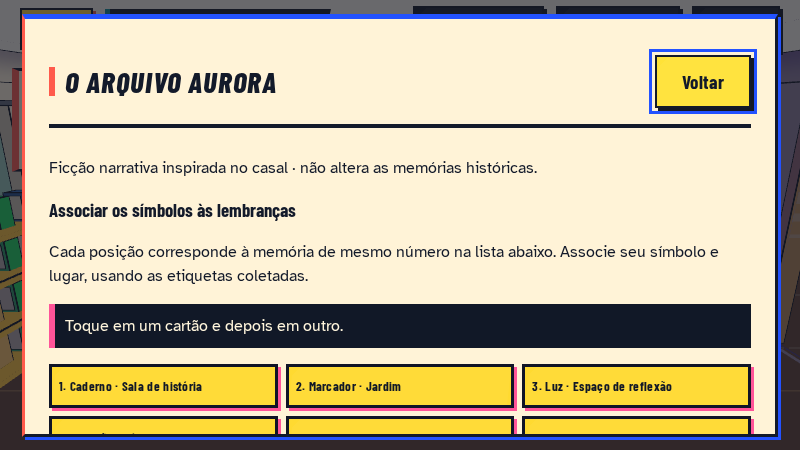 O ARQUIVO AURORA
Voltar
Ficção narrativa inspirada no casal · não altera as memórias históricas.
Associar os símbolos às lembranças
Cada posição corresponde à memória de mesmo número na lista abaixo. Associe seu símbolo e
lugar, usando as etiquetas coletadas.
Toque em um cartão e depois em outro.
1. Caderno · Sala de história
2. Marcador · Jardim
3. Luz · Espaço de reflexão